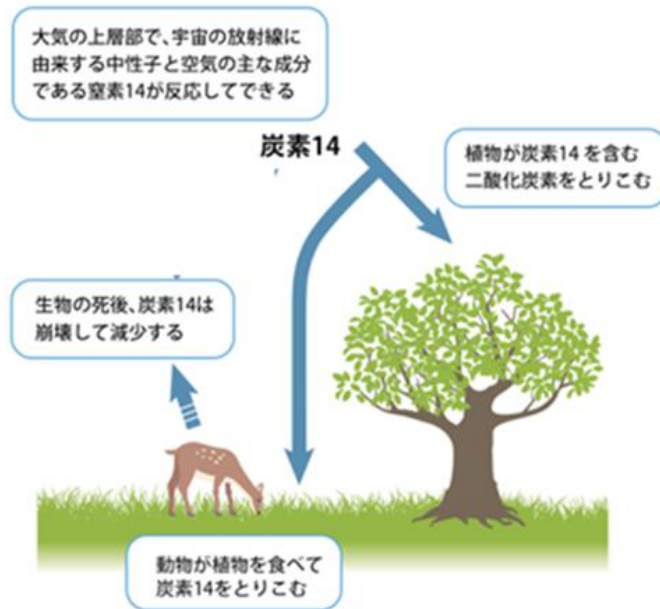 大気の上層部で、宇宙の放射線に
由来する中性子と空気の主な成分
である窒素14が反応してできる
炭素14
植物が炭素14を含む
二酸化炭素をとりこむ
生物の死後、炭素14は
崩壊して減少する
動物が植物を食べて
炭素14をとりこむ